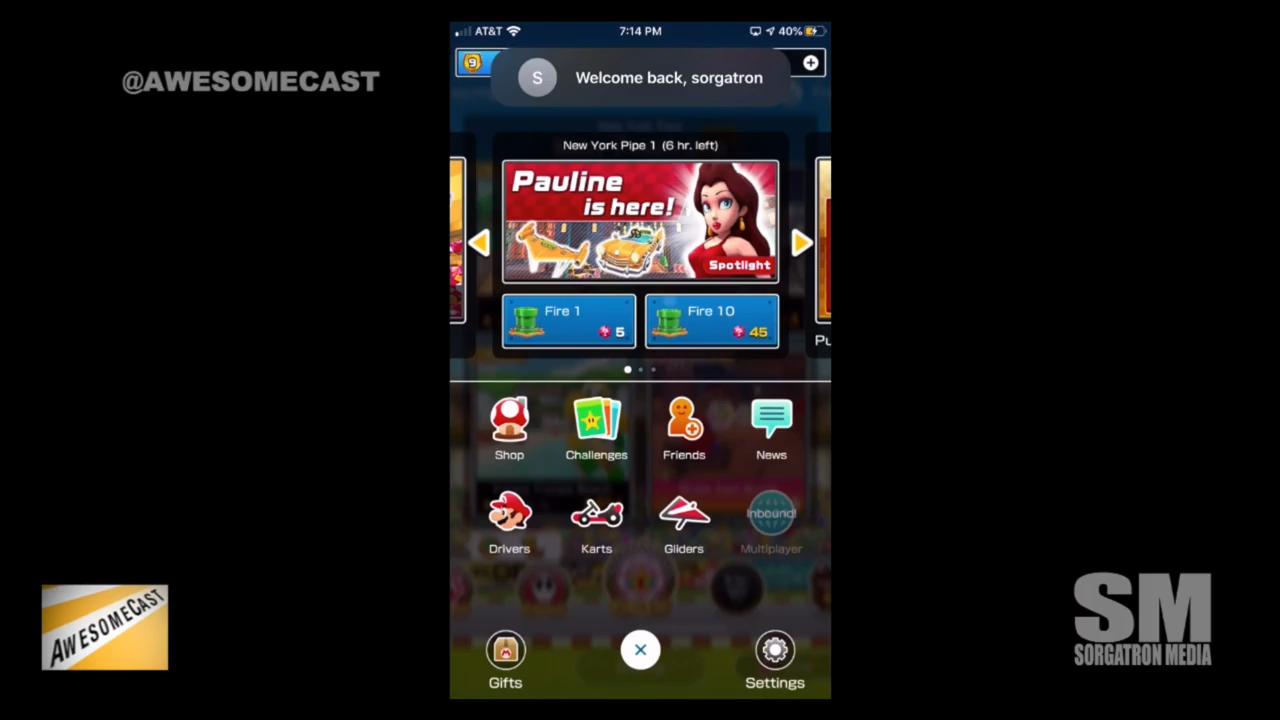 AT&T
7:14 PM
40%
@AWESOMECAST
9
S
Welcome back, sorgatron
New York Pipe 1 (6 hr. left)
Pauline
is here!
Spotlight
Fire 1
5
Fire 10
45
Pu
Shop
Challenges
Friends
News
Inbound!
Drivers
Karts
Gliders
Multiplayer
AWESOMECAST
SM
SORGATRON MEDIA
Gifts
Settings